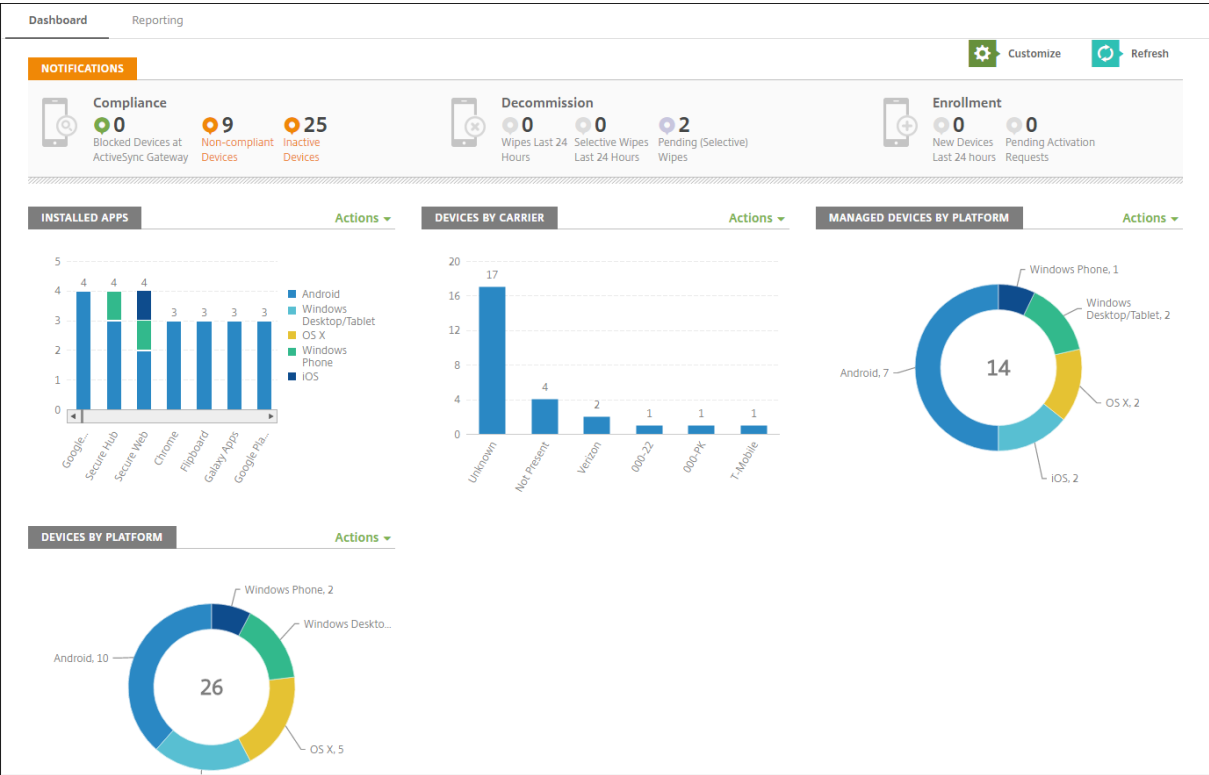 Dashboard Reporting
Customize Refresh
NOTIFICATIONS
Compliance
0 9 25
Blocked Devices at Non-compliant Inactive
ActiveSync Gateway Devices Devices
Decommission
0 0 2
Wipes Last 24 Selective Wipes Pending (Selective)
Hours Last 24 Hours Wipes
Enrollment
0 0
New Devices Pending Activation
Last 24 hours Requests
INSTALLED APPS Actions
5
4
3
2
1
0
4 4 4 3 3 3 3
Google...
Secure Hub
Secure Web
Chrome
Flipboard
Galaxy Apps
Google Pla...
Android
Windows
Desktop/Tablet
OS X
Windows
Phone
iOS
DEVICES BY CARRIER Actions
20
16
12
8
4
0
17 4 2 1 1 1
Unknown
Not Present
Verizon
000-22
000-PK
T-Mobile
MANAGED DEVICES BY PLATFORM Actions
Windows Phone, 1
Windows
Desktop/Tablet, 2
Android, 7
14
OS X, 2
iOS, 2
DEVICES BY PLATFORM Actions
Windows Phone, 2
Windows Deskto...
Android, 10
26
OS X, 5